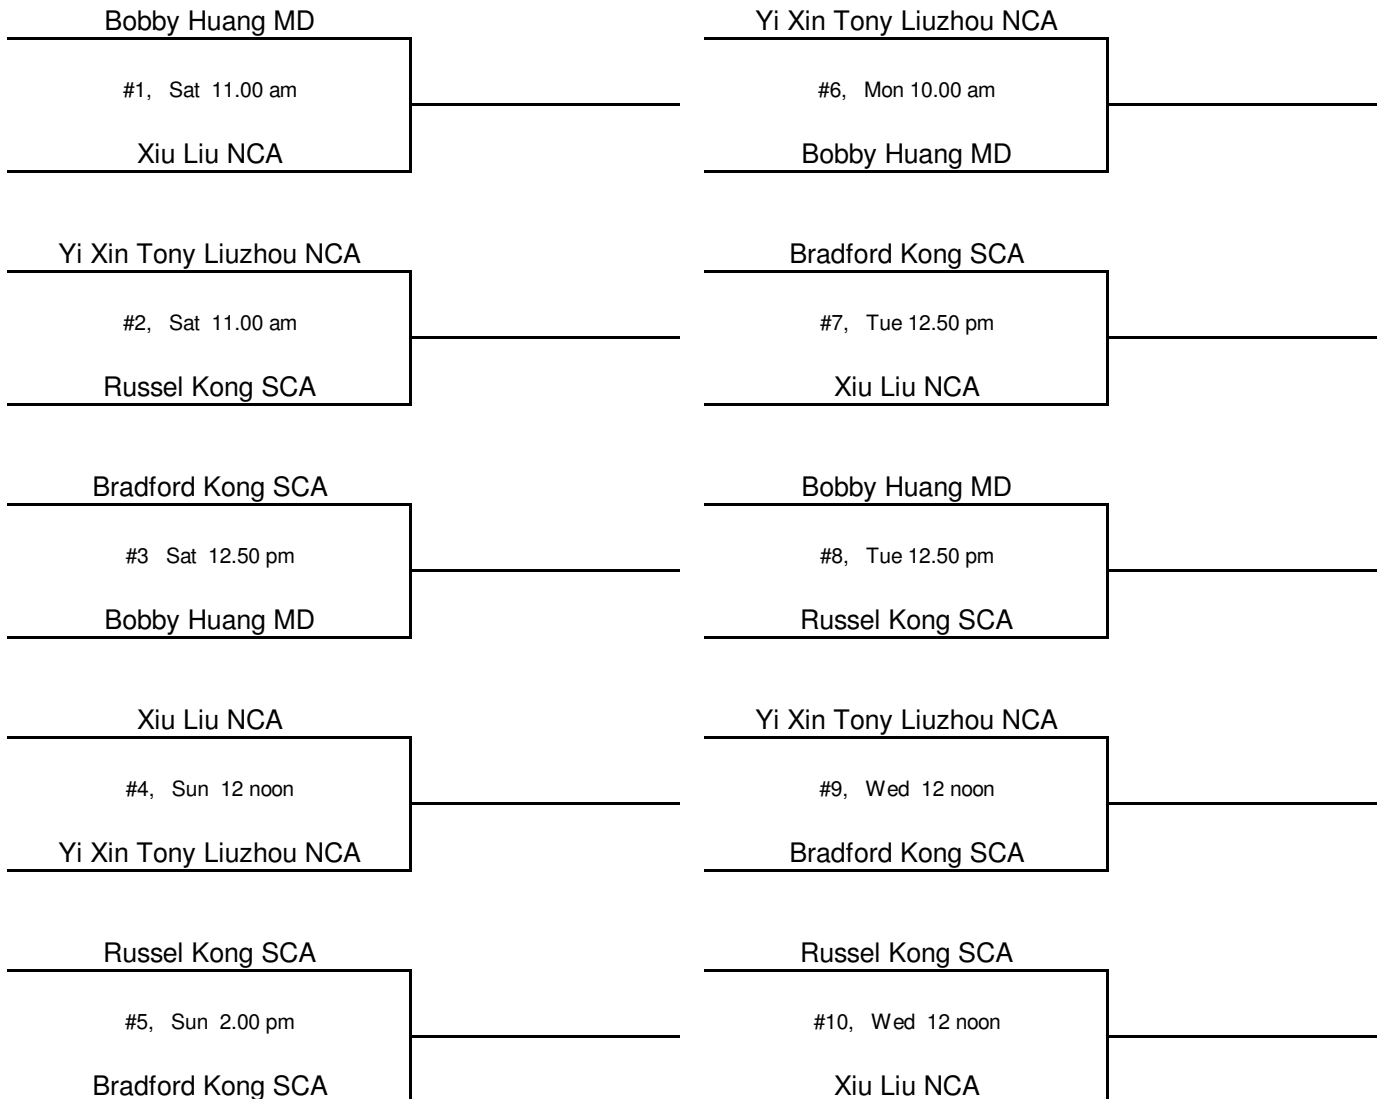 Bobby Huang MD
#1, Sat 11.00 am
Xiu Liu NCA
Yi Xin Tony Liuzhou NCA
#2, Sat 11.00 am
Russel Kong SCA
Bradford Kong SCA
#3 Sat 12.50 pm
Bobby Huang MD
Xiu Liu NCA
#4, Sun 12 noon
Yi Xin Tony Liuzhou NCA
Russel Kong SCA
#5, Sun 2.00 pm
Bradford Kong SCA
Yi Xin Tony Liuzhou NCA
#6, Mon 10.00 am
Bobby Huang MD
Bradford Kong SCA
#7, Tue 12.50 pm
Xiu Liu NCA
Bobby Huang MD
#8, Tue 12.50 pm
Russel Kong SCA
Yi Xin Tony Liuzhou NCA
#9, Wed 12 noon
Bradford Kong SCA
Russel Kong SCA
#10, Wed 12 noon
Xiu Liu NCA